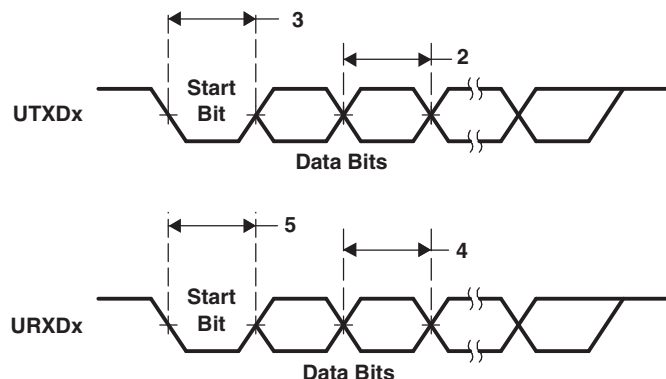 3
2
Start
Bit
UTXDx
Data Bits
5
4
Start
Bit
URXDx
Data Bits